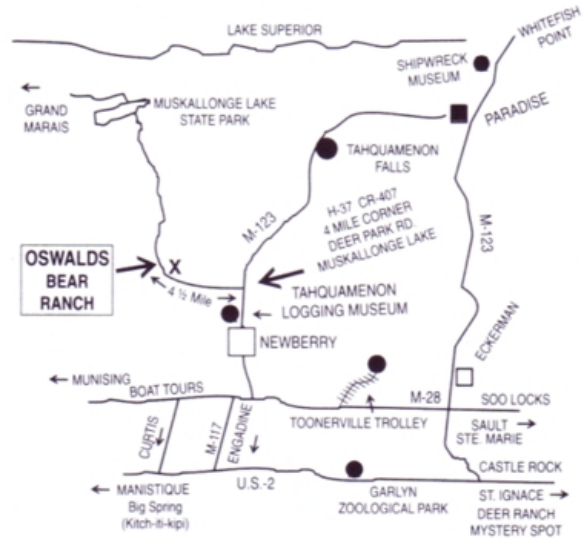 LAKE SUPERIOR
WHITEFISH
POINT
SHIPWRECK
MUSEUM
←
GRAND
MARAIS
MUSKALLONGE LAKE
STATE PARK
PARADISE
TAHQUAMENON
FALLS
M-123
H-37 CR-407
4 MILE CORNER
DEER PARK RD.
MUSKALLONGE LAKE
M-123
OSWALDS
BEAR
RANCH
X
4 ½ Mile
TAHQUAMENON
← LOGGING MUSEUM
NEWBERRY
ECKERMAN
← MUNISING
BOAT TOURS
M-28
SOO LOCKS
TOONERVILLE TROLLEY
SAULT →
STE. MARIE
CURTIS
M-117
ENGADINE
CASTLE ROCK
U.S.-2
← MANISTIQUE
Big Spring
(Kitch-iti-kipi)
GARLYN
ZOOLOGICAL PARK
ST. IGNACE →
DEER RANCH
MYSTERY SPOT